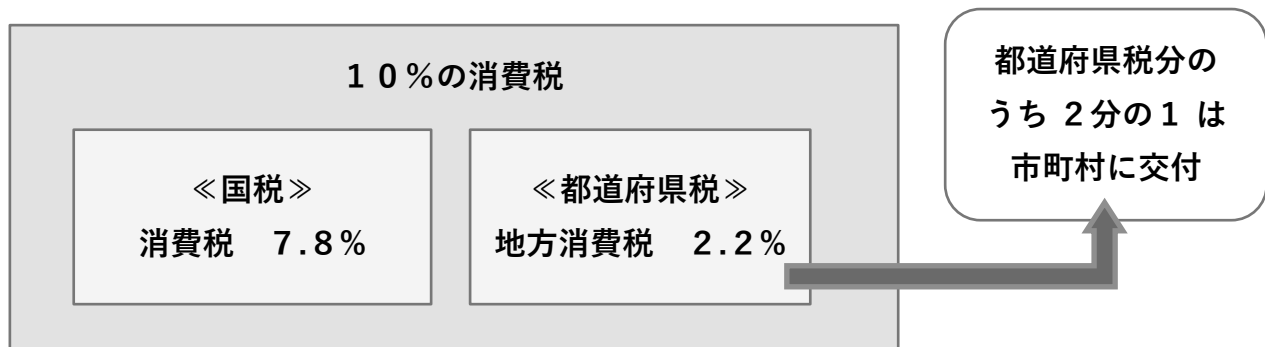 １０%の消費税
≪国税≫
消費税　7.8%
≪都道府県税≫
地方消費税　2.2%
都道府県税分の
うち ２分の１ は
市町村に交付